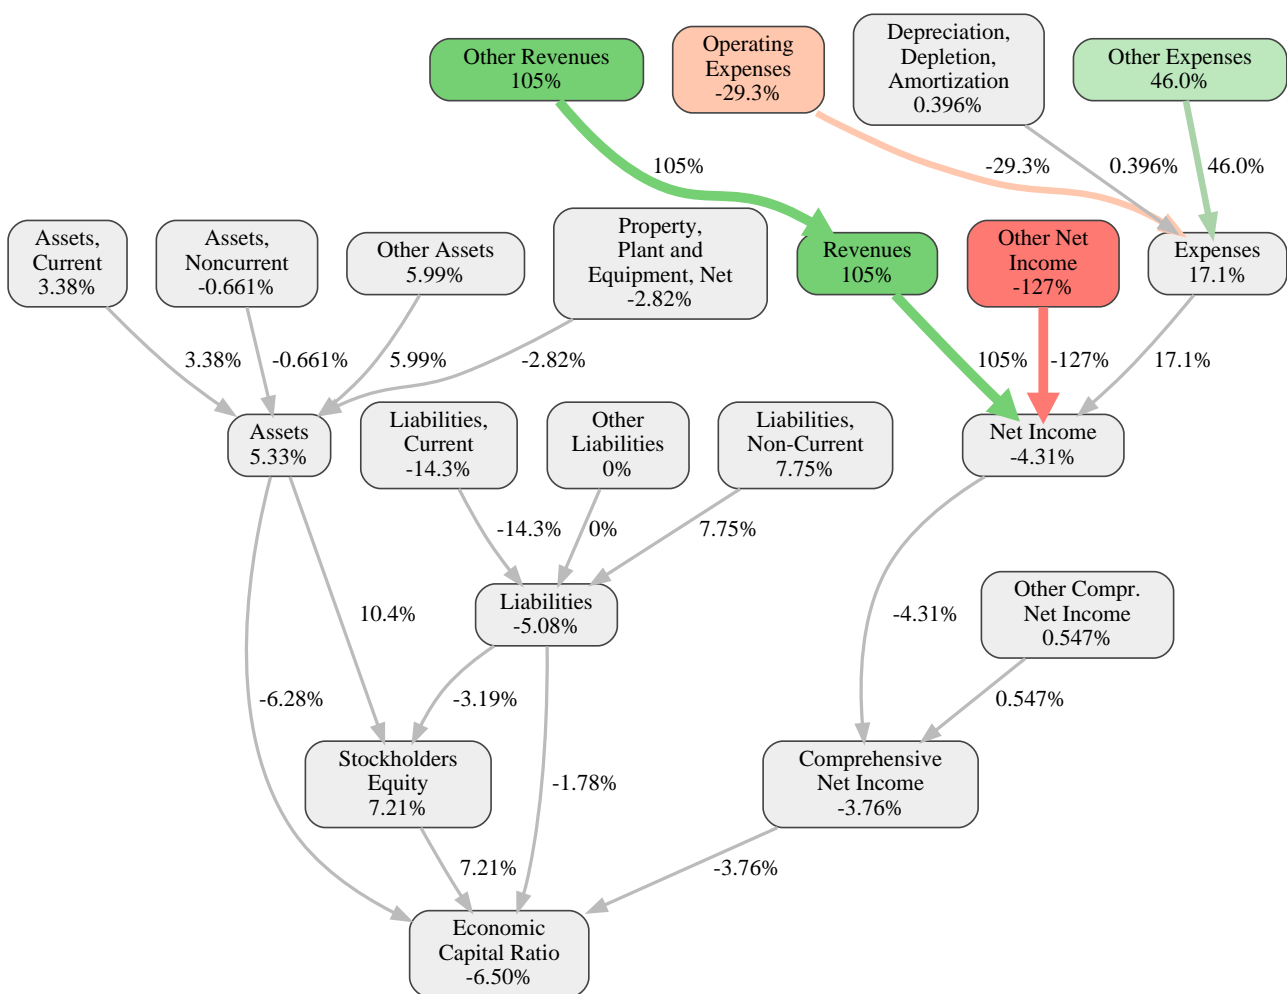 Other Revenues
105%
Operating
Expenses
-29.3%
Depreciation,
Depletion,
Amortization
0.396%
Other Expenses
46.0%
105%
-29.3%
0.396%
46.0%
Assets,
Current
3.38%
Assets,
Noncurrent
-0.661%
Other Assets
5.99%
Property,
Plant and
Equipment, Net
-2.82%
Revenues
105%
Other Net
Income
-127%
Expenses
17.1%
3.38%
-0.661%
5.99%
-2.82%
105%
-127%
17.1%
Assets
5.33%
Liabilities,
Current
-14.3%
Other
Liabilities
0%
Liabilities,
Non-Current
7.75%
Net Income
-4.31%
-14.3%
0%
7.75%
Liabilities
-5.08%
Other Compr.
Net Income
0.547%
10.4%
-4.31%
-6.28%
-3.19%
0.547%
Stockholders
Equity
7.21%
-1.78%
Comprehensive
Net Income
-3.76%
7.21%
-3.76%
Economic
Capital Ratio
-6.50%